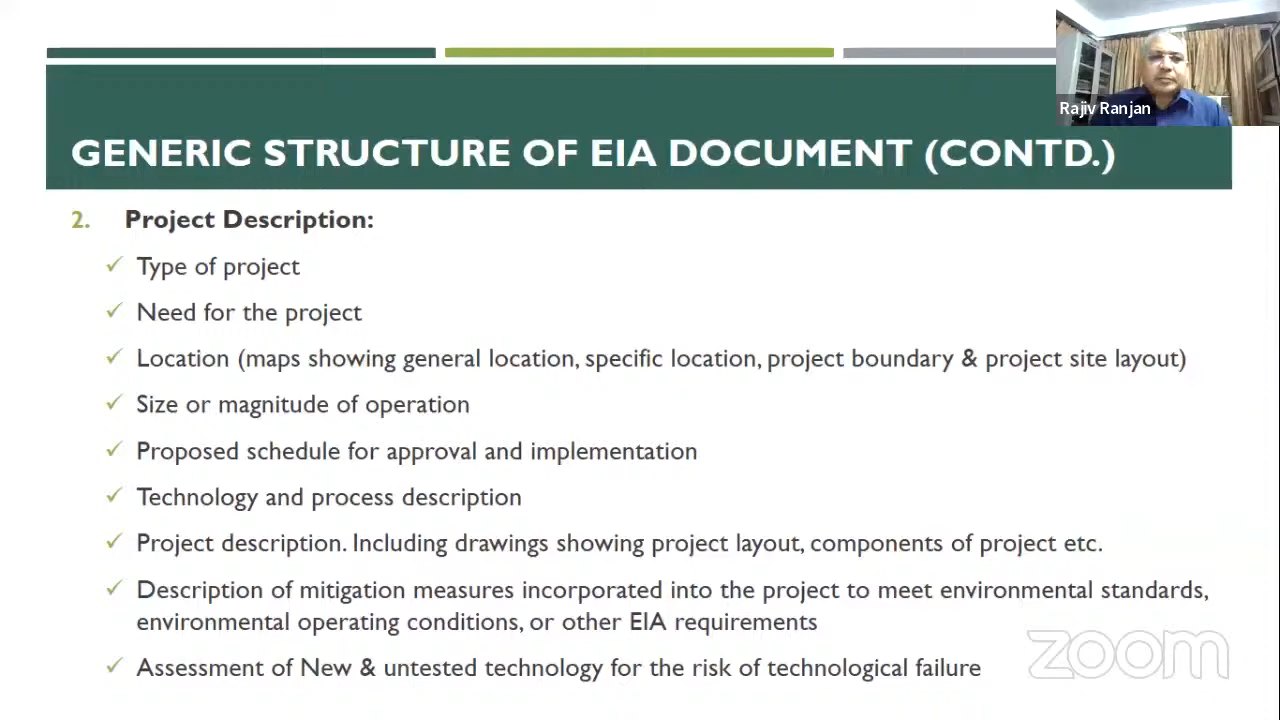 Rajiv Ranjan
GENERIC STRUCTURE OF EIA DOCUMENT (CONTD.)
2. Project Description:
✓ Type of project
✓ Need for the project
✓ Location (maps showing general location, specific location, project boundary & project site layout)
✓ Size or magnitude of operation
✓ Proposed schedule for approval and implementation
✓ Technology and process description
✓ Project description. Including drawings showing project layout, components of project etc.
✓ Description of mitigation measures incorporated into the project to meet environmental standards,
environmental operating conditions, or other EIA requirements
✓ Assessment of New & untested technology for the risk of technological failure
zoom